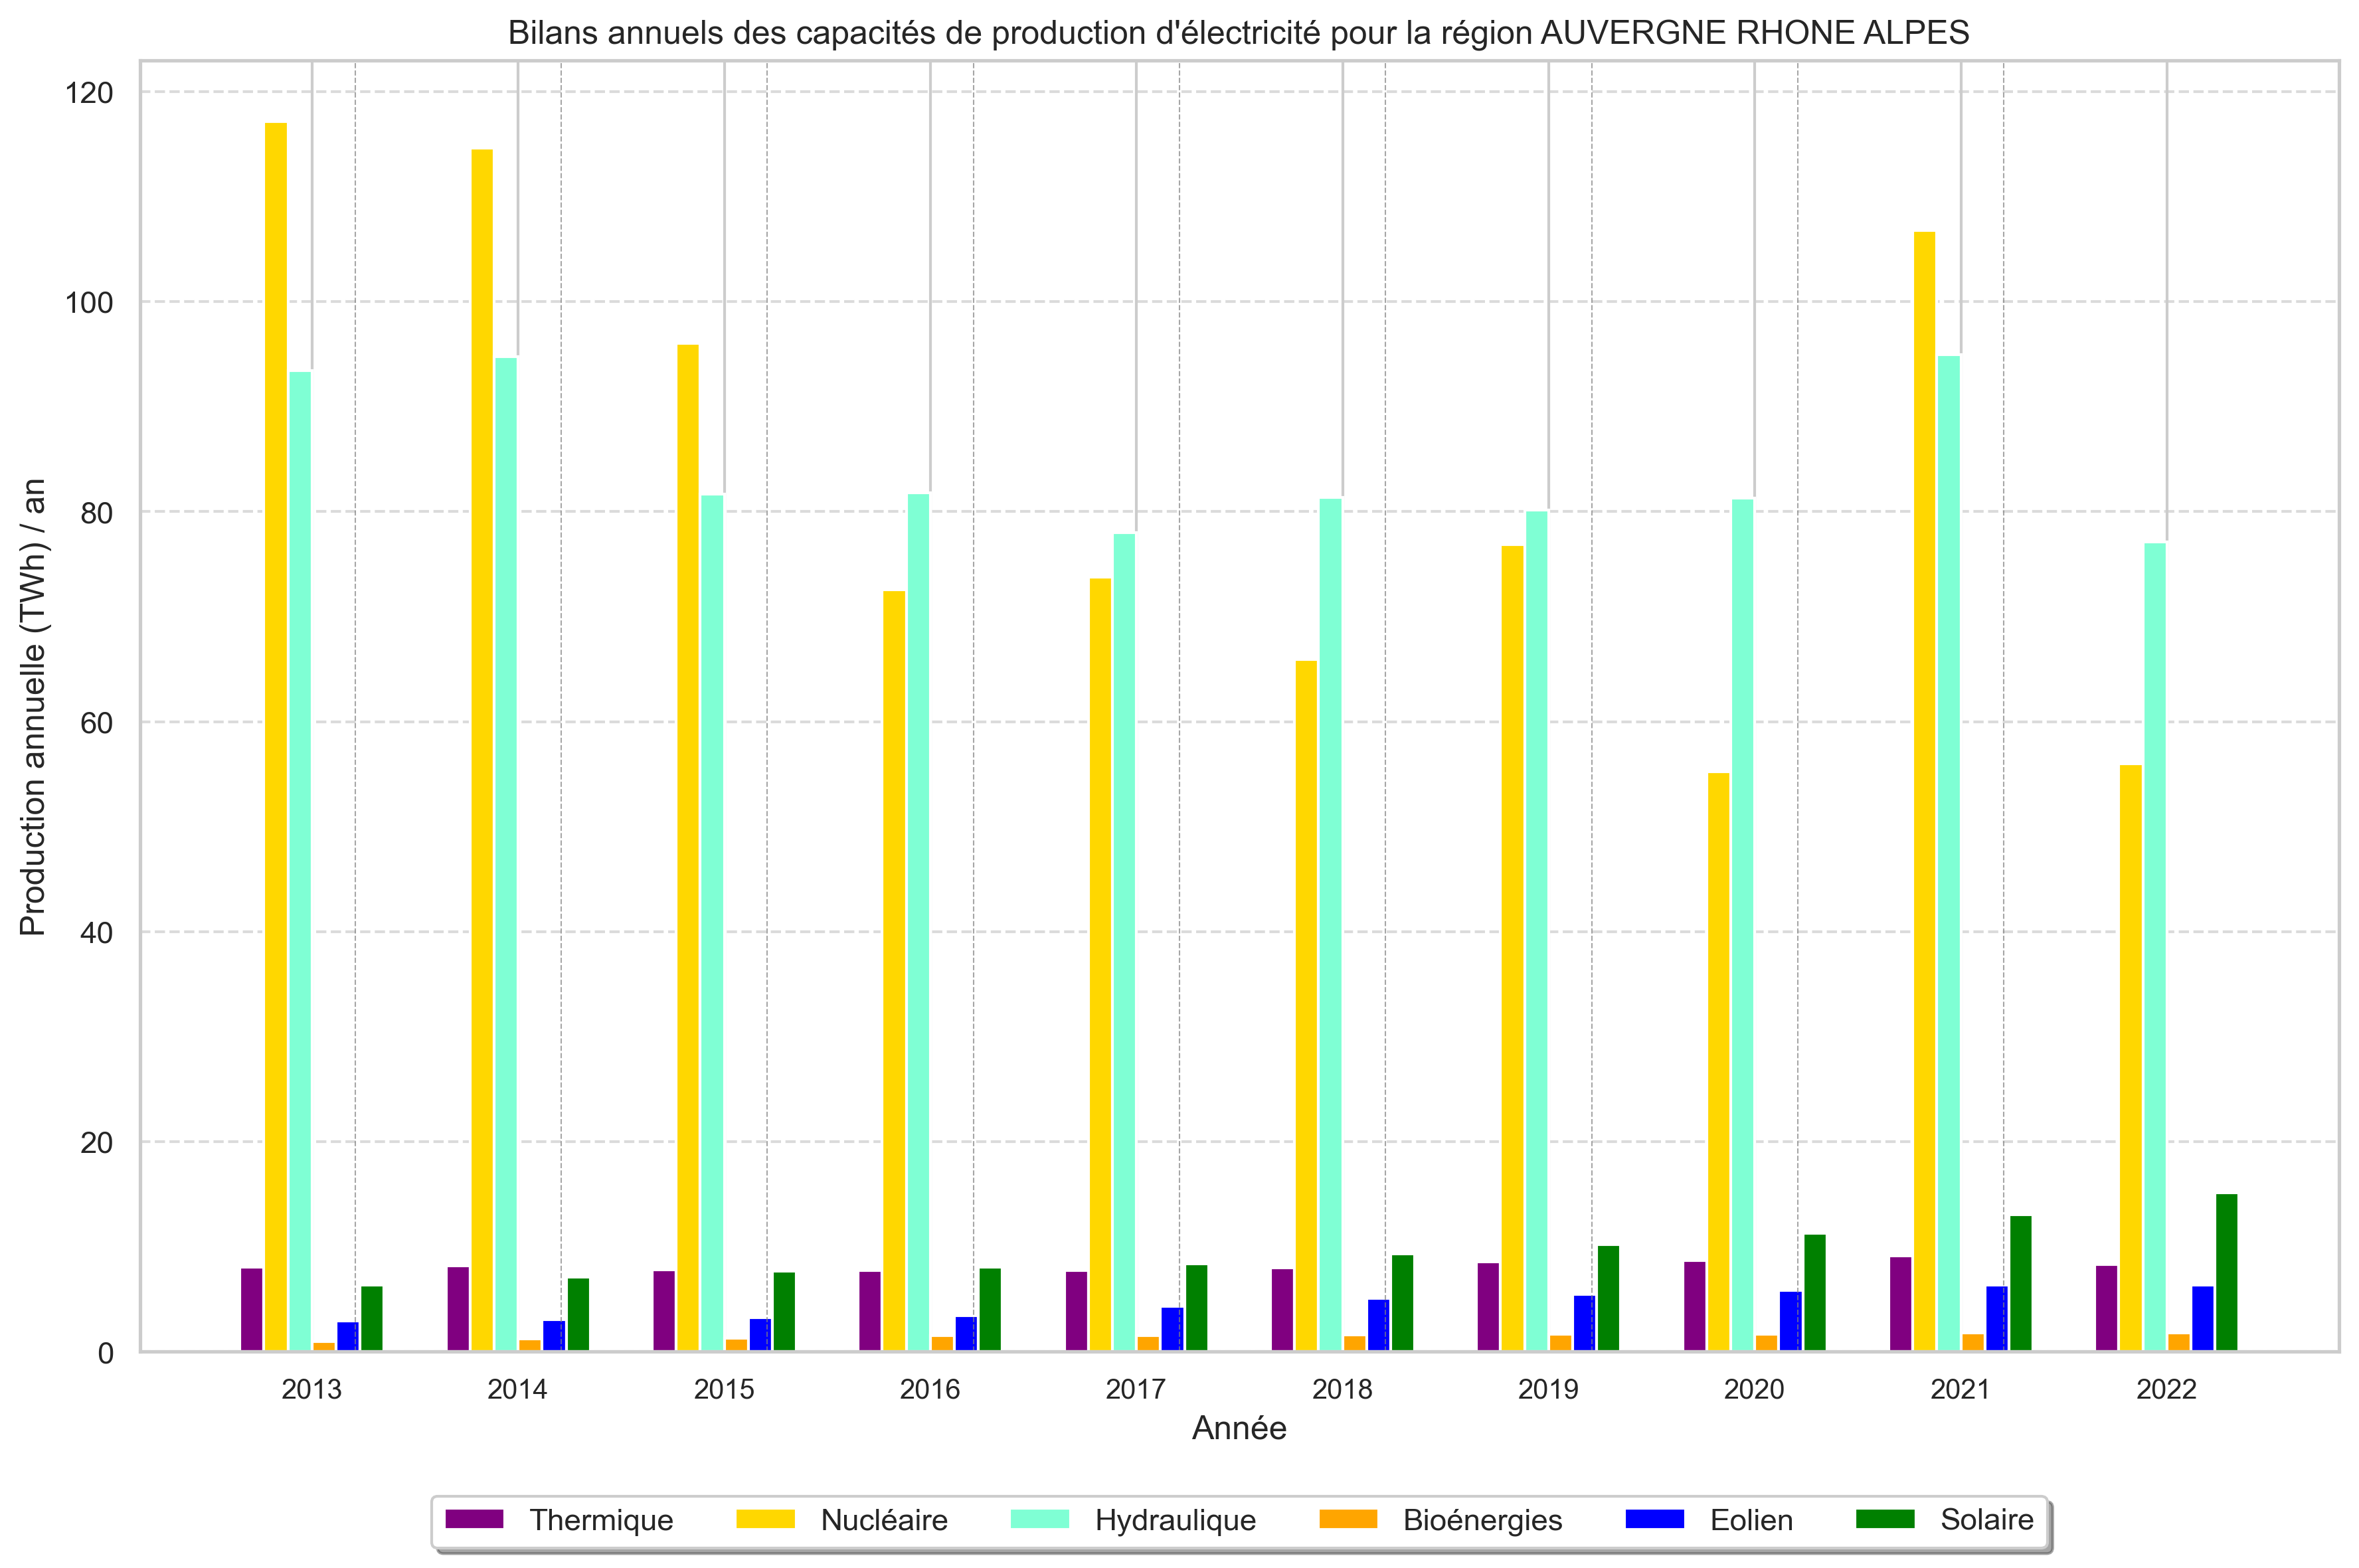 Bilans annuels des capacités de production d'électricité pour la région AUVERGNE RHONE ALPES
Production annuelle (TWh) / an
120
100
80
60
40
20
0
2013 2014 2015 2016 2017 2018 2019 2020 2021 2022
Année
Thermique Nucléaire Hydraulique Bioénergies Eolien Solaire